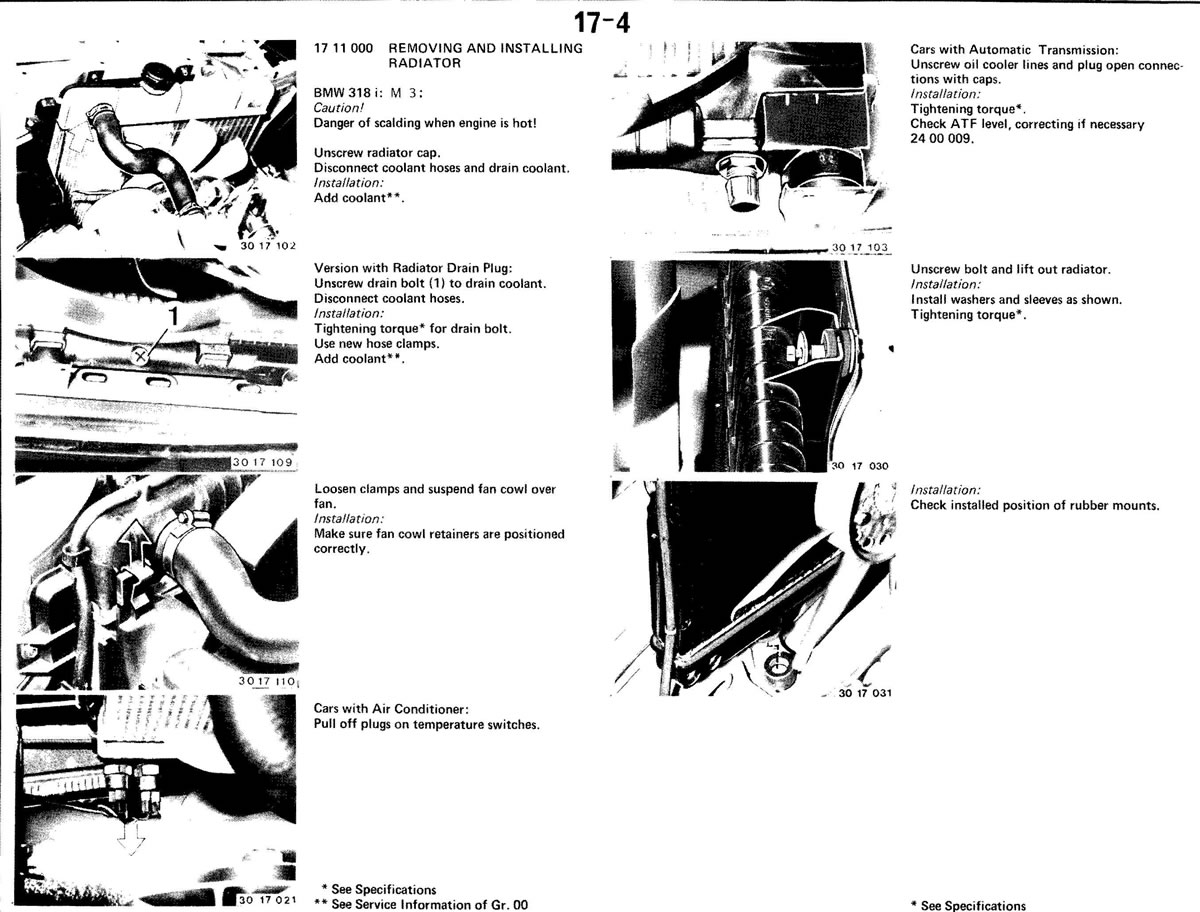 17-4
17 11 000 REMOVING AND INSTALLING
RADIATOR
BMW 318 i: M 3:
Caution!
Danger of scalding when engine is hot!
Unscrew radiator cap.
Disconnect coolant hoses and drain coolant.
Installation:
Add coolant**.
30 17 102
Version with Radiator Drain Plug:
Unscrew drain bolt (1) to drain coolant.
Disconnect coolant hoses.
Installation:
Tightening torque* for drain bolt.
Use new hose clamps.
Add coolant**.
1
30 17 109
Loosen clamps and suspend fan cowl over
fan.
Installation:
Make sure fan cowl retainers are positioned
correctly.
30 17 110
Cars with Air Conditioner:
Pull off plugs on temperature switches.
30 17 021
* See Specifications
** See Service Information of Gr. 00
Cars with Automatic Transmission:
Unscrew oil cooler lines and plug open connec-
tions with caps.
Installation:
Tightening torque*.
Check ATF level, correcting if necessary
24 00 009.
30 17 103
Unscrew bolt and lift out radiator.
Installation:
Install washers and sleeves as shown.
Tightening torque*.
30 17 030
Installation:
Check installed position of rubber mounts.
30 17 031
* See Specifications